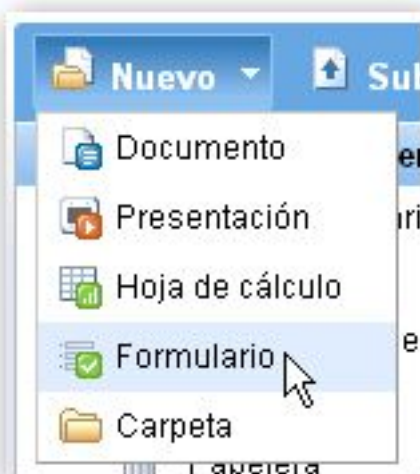 Nuevo
Documento
Presentación
Hoja de cálculo
Formulario
Carpeta